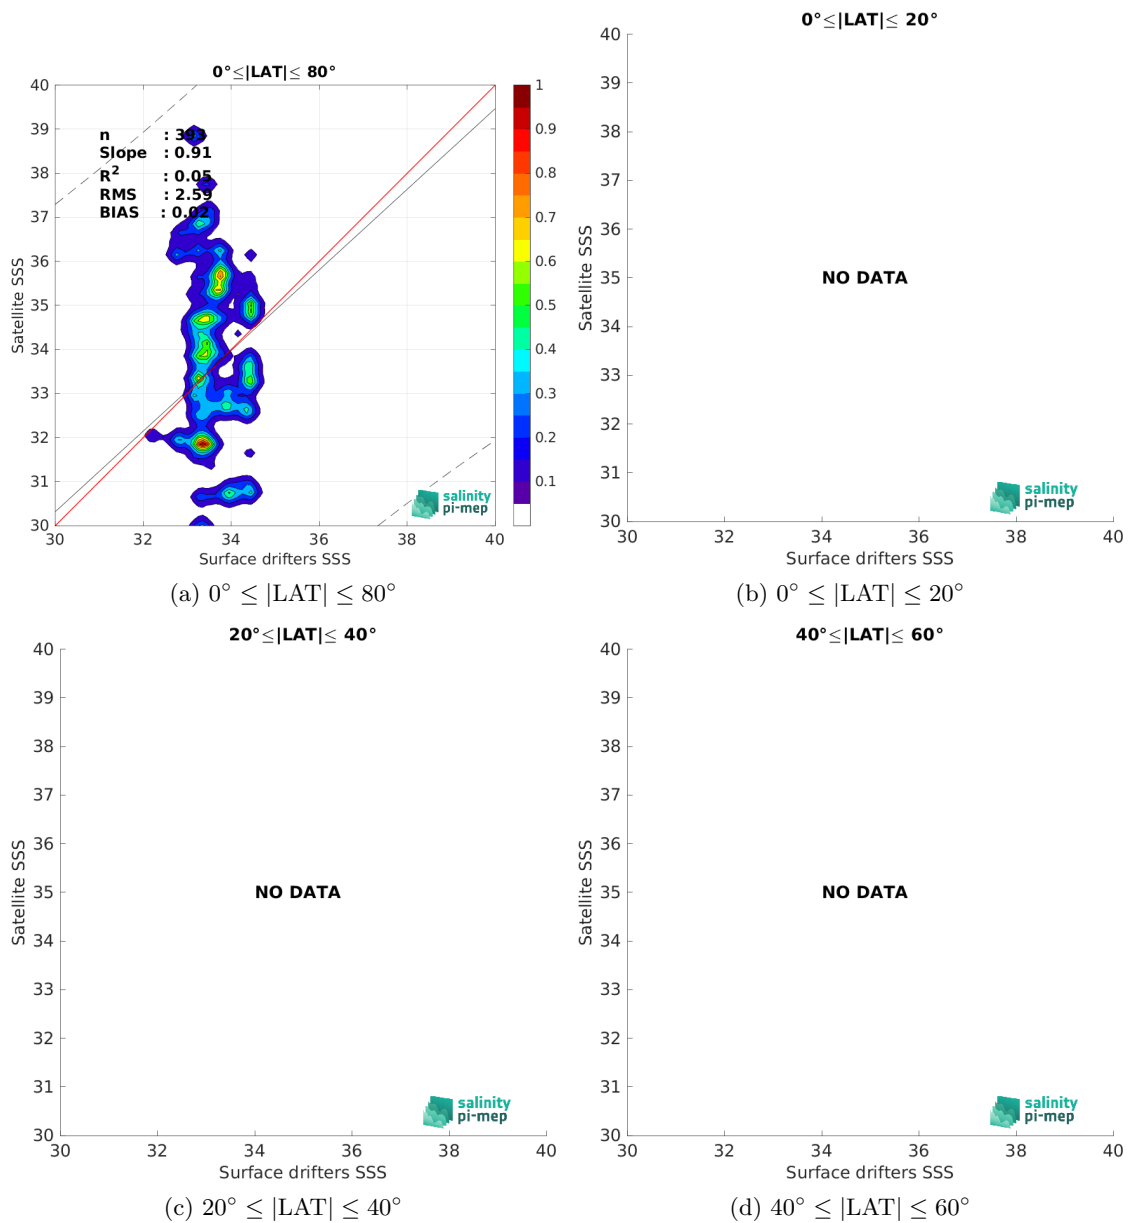 0°≤|LAT|≤ 80°
40
39
38
37
36
35
34
33
32
31
30
Satellite SSS
n : 393
Slope : 0.91
R2 : 0.05
RMS : 2.59
BIAS : 0.02
1
0.9
0.8
0.7
0.6
0.5
0.4
0.3
0.2
0.1
salinity
pi-mep
30 32 34 36 38 40
Surface drifters SSS
(a) 0° ≤ |LAT| ≤ 80°
0°≤|LAT|≤ 20°
40
39
38
37
36
35
34
33
32
31
30
Satellite SSS
NO DATA
salinity
pi-mep
30 32 34 36 38 40
Surface drifters SSS
(b) 0° ≤ |LAT| ≤ 20°
20°≤|LAT|≤ 40°
40
39
38
37
36
35
34
33
32
31
30
Satellite SSS
NO DATA
salinity
pi-mep
30 32 34 36 38 40
Surface drifters SSS
(c) 20° ≤ |LAT| ≤ 40°
40°≤|LAT|≤ 60°
40
39
38
37
36
35
34
33
32
31
30
Satellite SSS
NO DATA
salinity
pi-mep
30 32 34 36 38 40
Surface drifters SSS
(d) 40° ≤ |LAT| ≤ 60°